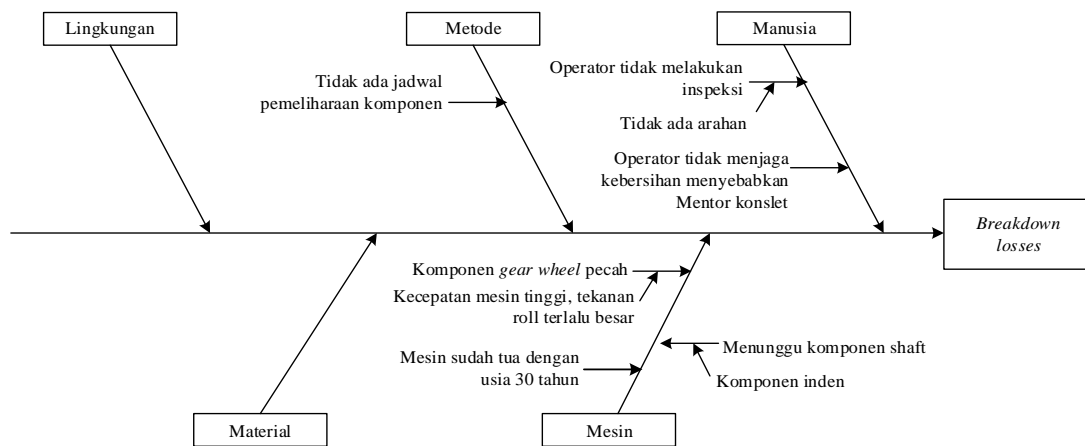 Lingkungan
Metode
Manusia
Tidak ada jadwal
pemeliharaan komponen
Operator tidak melakukan
inspeksi
Tidak ada arahan
Operator tidak menjaga
kebersihan menyebabkan
Mentor konslet
Breakdown
losses
Komponen gear wheel pecah
Kecepatan mesin tinggi, tekanan
roll terlalu besar
Mesin sudah tua dengan
usia 30 tahun
Menunggu komponen shaft
Komponen inden
Material
Mesin